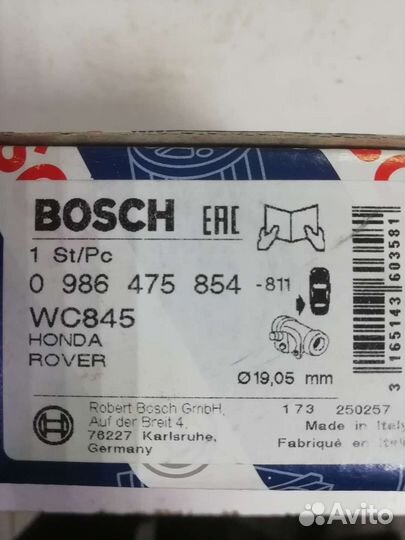 BOSCH
EAC
1 St/Pc
0 986 475 854 -811
WC845
HONDA
ROVER
Ø19,05 mm
Robert Bosch GmbH,
Auf der Breit 4,
76227 Karlsruhe,
Germany
173 250257
Made in Italy
Fabriqué en Italie
3 165143 603581
Avito